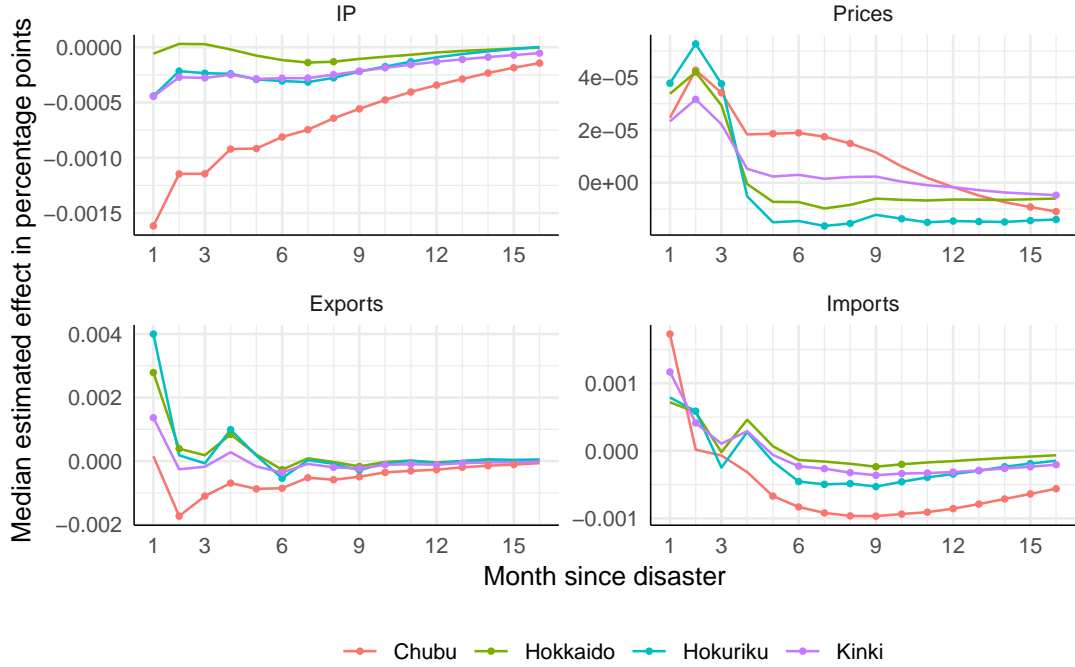 Median estimated effect in percentage points
IP
0.0000
−0.0005
−0.0010
−0.0015
1 3 6 9 12 15
Prices
4e−05
2e−05
0e+00
1 3 6 9 12 15
Exports
0.004
0.002
0.000
−0.002
1 3 6 9 12 15
Imports
0.001
0.000
−0.001
1 3 6 9 12 15
Month since disaster
Chubu Hokkaido Hokuriku Kinki